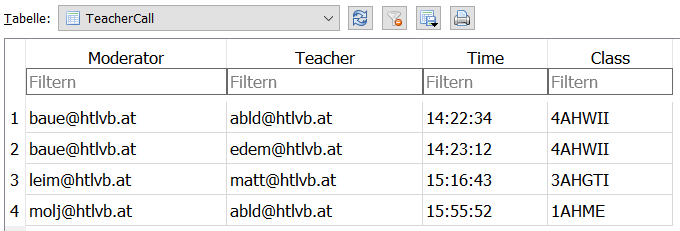 Tabelle: TeacherCall
Moderator Teacher Time Class
Filtern Filtern Filtern Filtern
1 baue@htlvb.at abld@htlvb.at 14:22:34 4AHWII
2 baue@htlvb.at edem@htlvb.at 14:23:12 4AHWII
3 leim@htlvb.at matt@htlvb.at 15:16:43 3AHGTI
4 molj@htlvb.at abld@htlvb.at 15:55:52 1AHME